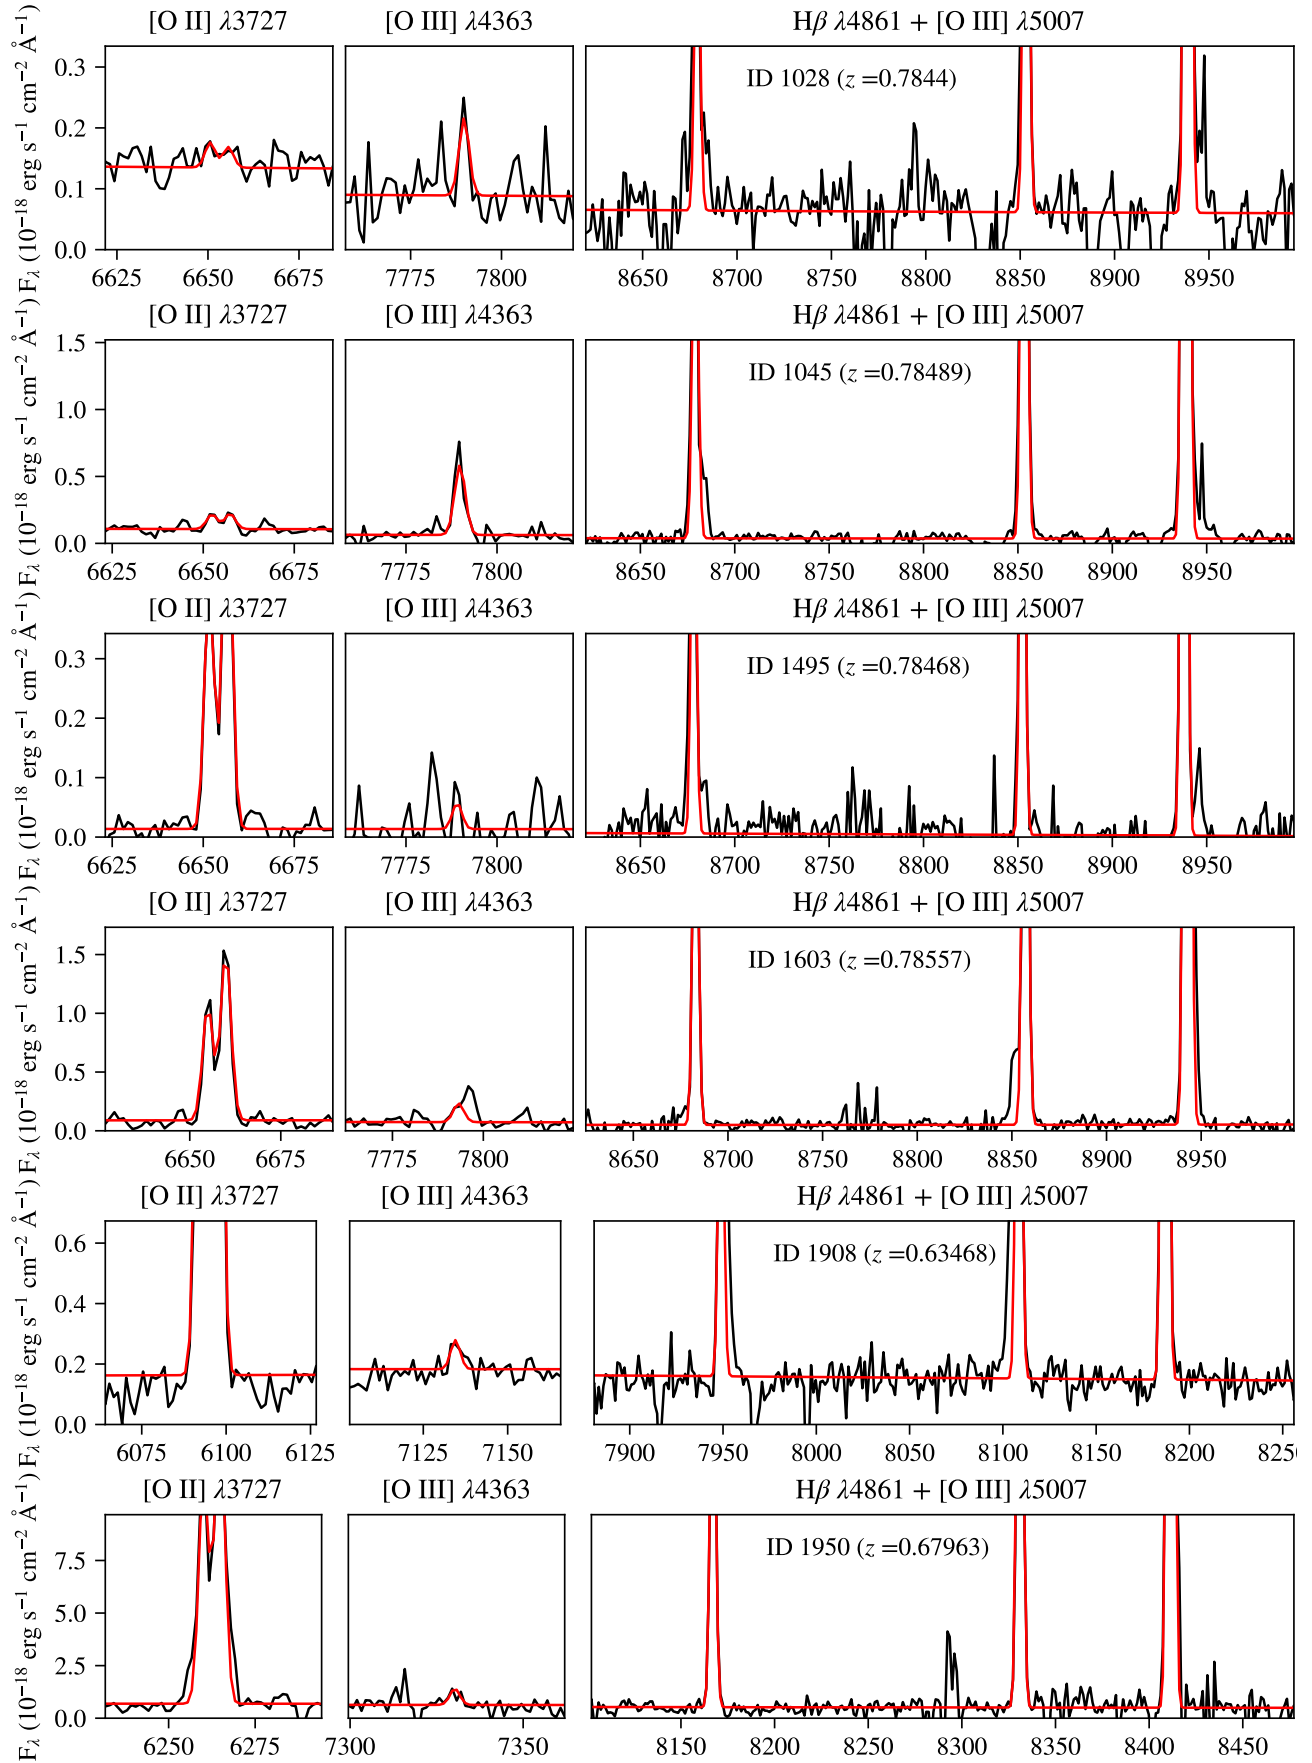 [O II] λ3727 [O III] λ4363 Hβ λ4861 + [O III] λ5007
F_λ (10⁻¹⁸ erg s⁻¹ cm⁻² Å⁻¹)
0.3
0.2
0.1
0.0
ID 1028 (z =0.7844)
6625 6650 6675 7775 7800 8650 8700 8750 8800 8850 8900 8950
[O II] λ3727 [O III] λ4363 Hβ λ4861 + [O III] λ5007
F_λ (10⁻¹⁸ erg s⁻¹ cm⁻² Å⁻¹)
1.5
1.0
0.5
0.0
ID 1045 (z =0.78489)
6625 6650 6675 7775 7800 8650 8700 8750 8800 8850 8900 8950
[O II] λ3727 [O III] λ4363 Hβ λ4861 + [O III] λ5007
F_λ (10⁻¹⁸ erg s⁻¹ cm⁻² Å⁻¹)
0.3
0.2
0.1
0.0
ID 1495 (z =0.78468)
6625 6650 6675 7775 7800 8650 8700 8750 8800 8850 8900 8950
[O II] λ3727 [O III] λ4363 Hβ λ4861 + [O III] λ5007
F_λ (10⁻¹⁸ erg s⁻¹ cm⁻² Å⁻¹)
1.5
1.0
0.5
0.0
ID 1603 (z =0.78557)
6650 6675 7775 7800 8650 8700 8750 8800 8850 8900 8950
[O II] λ3727 [O III] λ4363 Hβ λ4861 + [O III] λ5007
F_λ (10⁻¹⁸ erg s⁻¹ cm⁻² Å⁻¹)
0.6
0.4
0.2
0.0
ID 1908 (z =0.63468)
6075 6100 6125 7125 7150 7900 7950 8000 8050 8100 8150 8200 8250
[O II] λ3727 [O III] λ4363 Hβ λ4861 + [O III] λ5007
F_λ (10⁻¹⁸ erg s⁻¹ cm⁻² Å⁻¹)
7.5
5.0
2.5
0.0
ID 1950 (z =0.67963)
6250 6275 7300 7350 8150 8200 8250 8300 8350 8400 8450